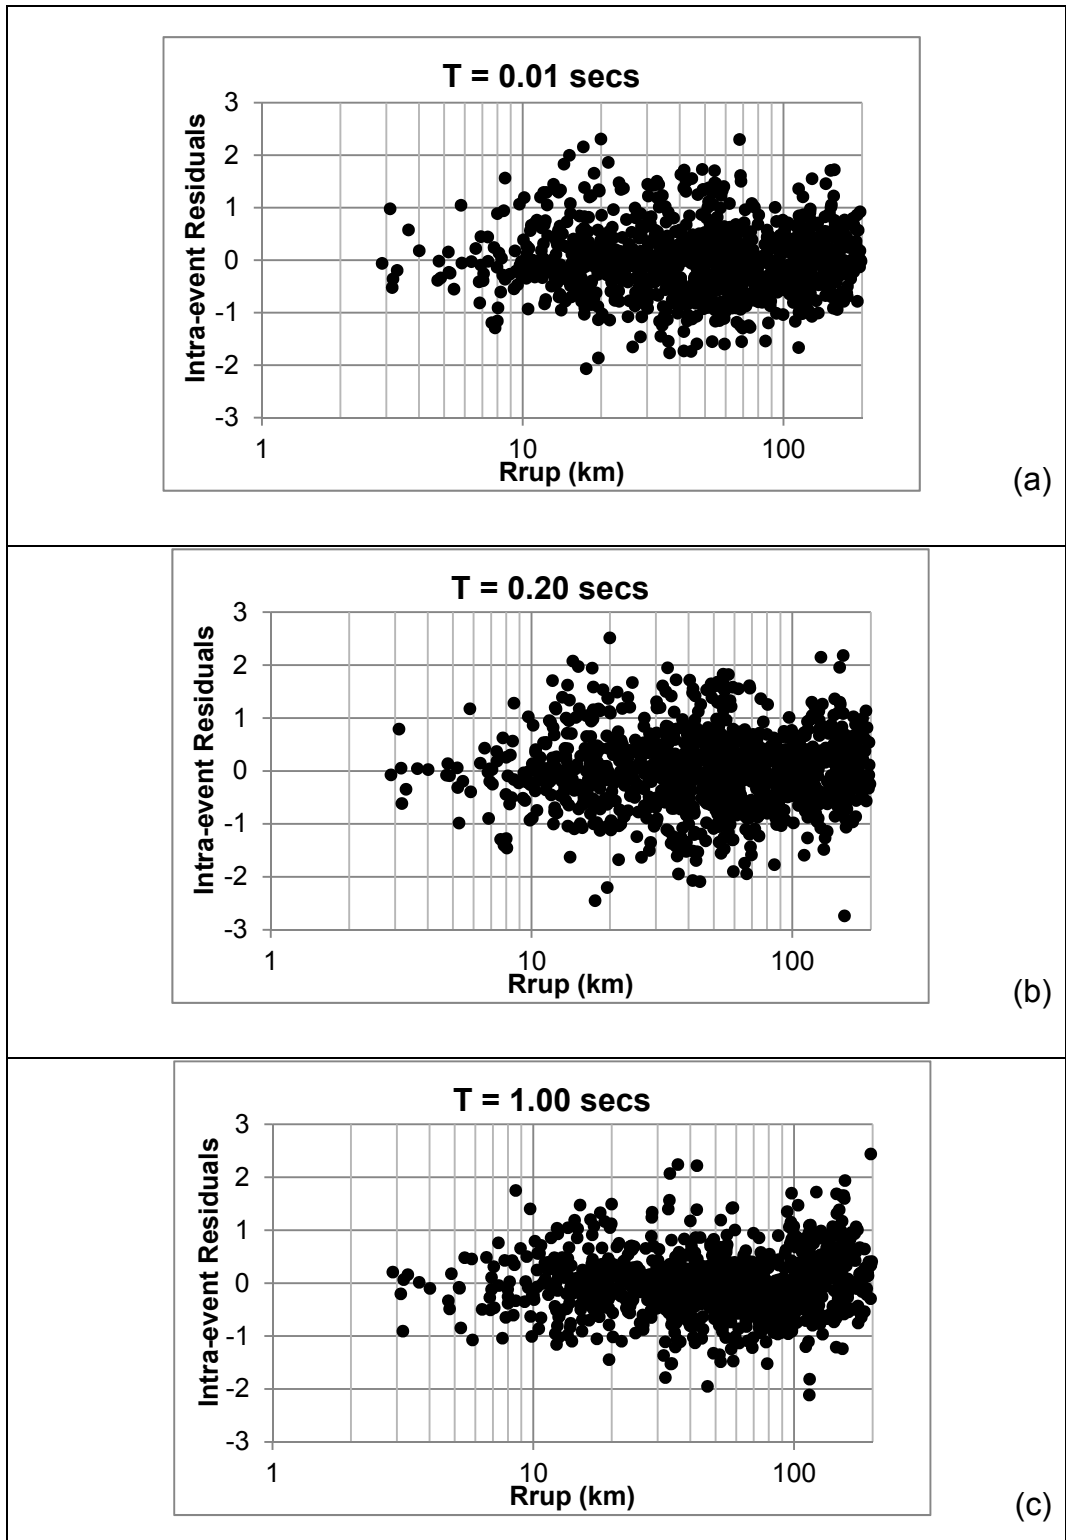 T = 0.01 secs
3
2
1
0
-1
-2
-3
Intra-event Residuals
1 10 100
Rrup (km)
(a)
T = 0.20 secs
3
2
1
0
-1
-2
-3
Intra-event Residuals
1 10 100
Rrup (km)
(b)
T = 1.00 secs
3
2
1
0
-1
-2
-3
Intra-event Residuals
1 10 100
Rrup (km)
(c)